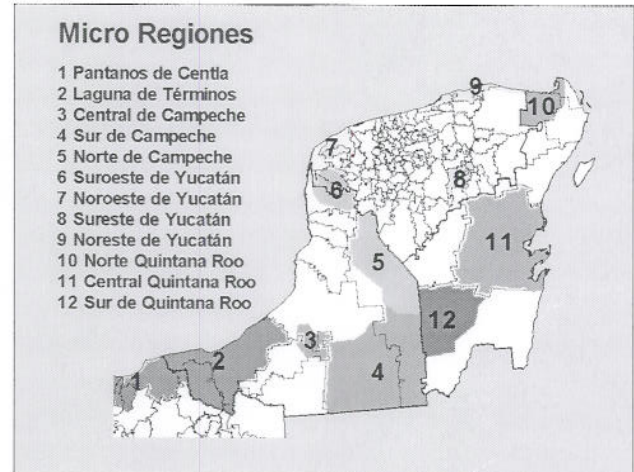 Micro Regiones
1 Pantanos de Centla
2 Laguna de Términos
3 Central de Campeche
4 Sur de Campeche
5 Norte de Campeche
6 Suroeste de Yucatán
7 Noroeste de Yucatán
8 Sureste de Yucatán
9 Noreste de Yucatán
10 Norte Quintana Roo
11 Central Quintana Roo
12 Sur de Quintana Roo
9
10
7
8
6
11
5
12
3
2
4
1